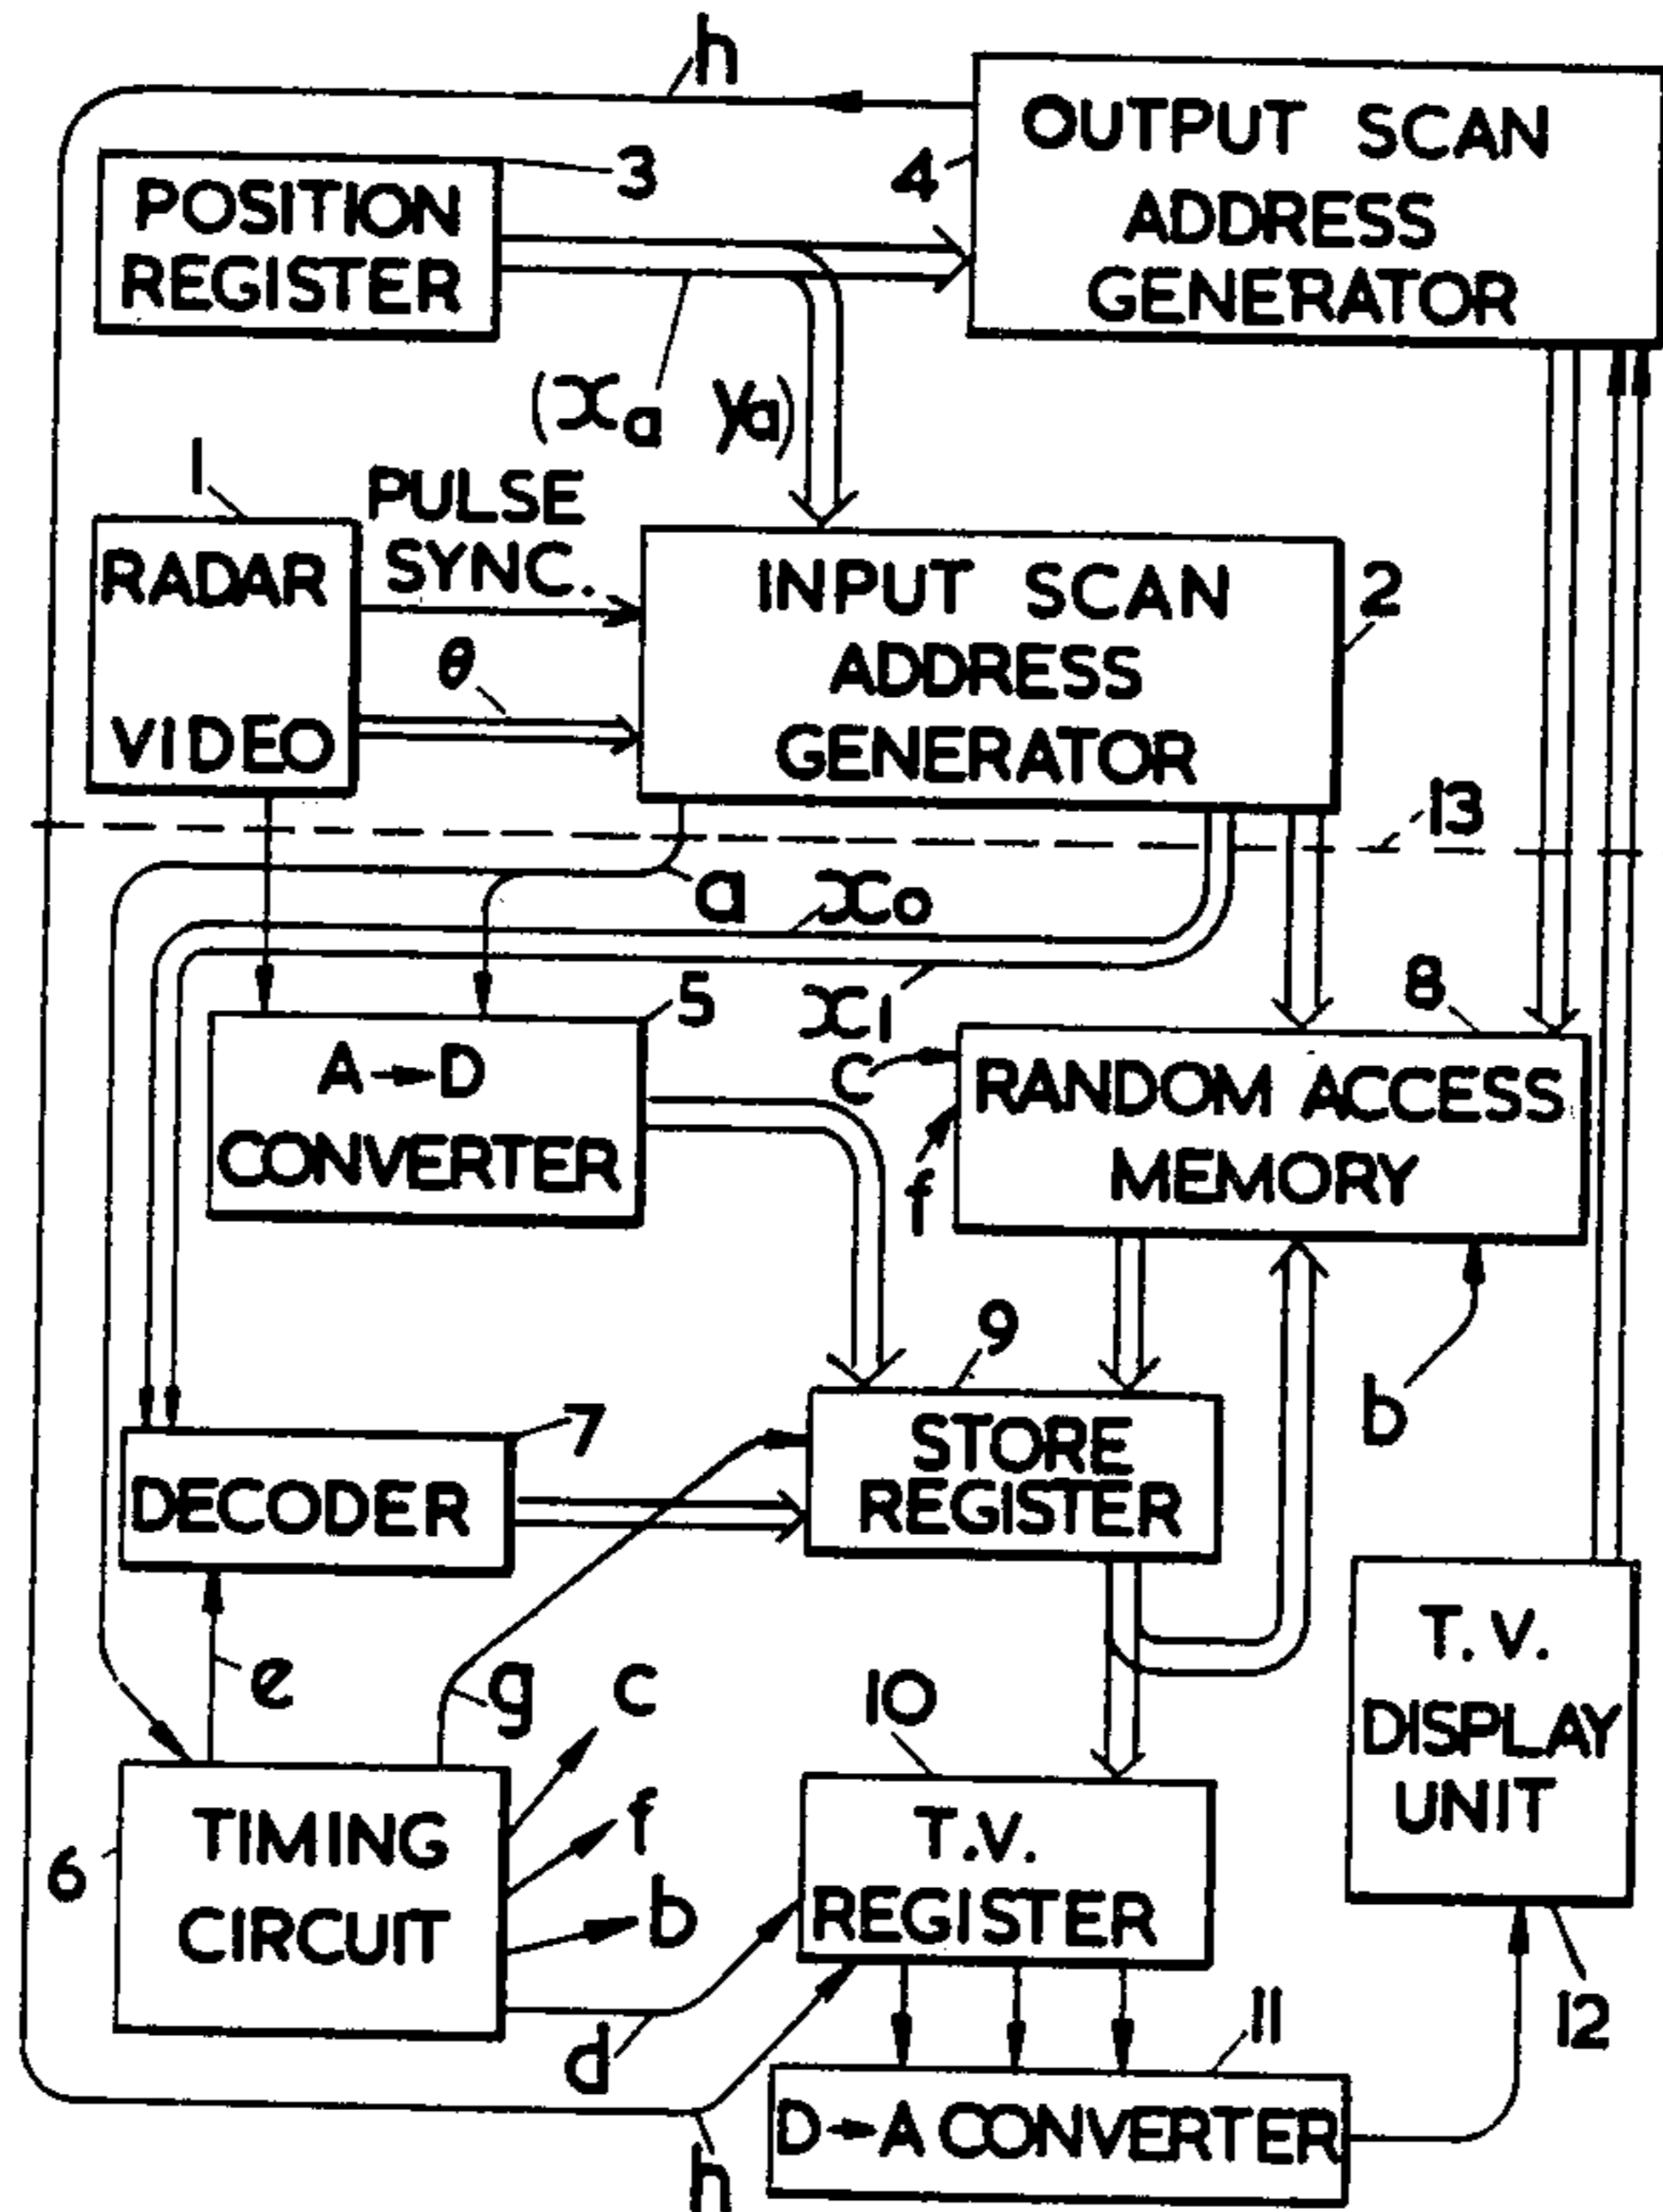 h
OUTPUT SCAN
ADDRESS
GENERATOR
4
3
POSITION
REGISTER
(xa ya)
1
PULSE
SYNC.
RADAR
VIDEO
θ
INPUT SCAN
ADDRESS
GENERATOR
2
13
a
x0
x1
5
A→D
CONVERTER
8
c
f
RANDOM ACCESS
MEMORY
b
9
7
DECODER
STORE
REGISTER
e
g
c
f
b
10
T.V.
DISPLAY
UNIT
6
TIMING
CIRCUIT
T.V.
REGISTER
d
h
11
12
D→A CONVERTER